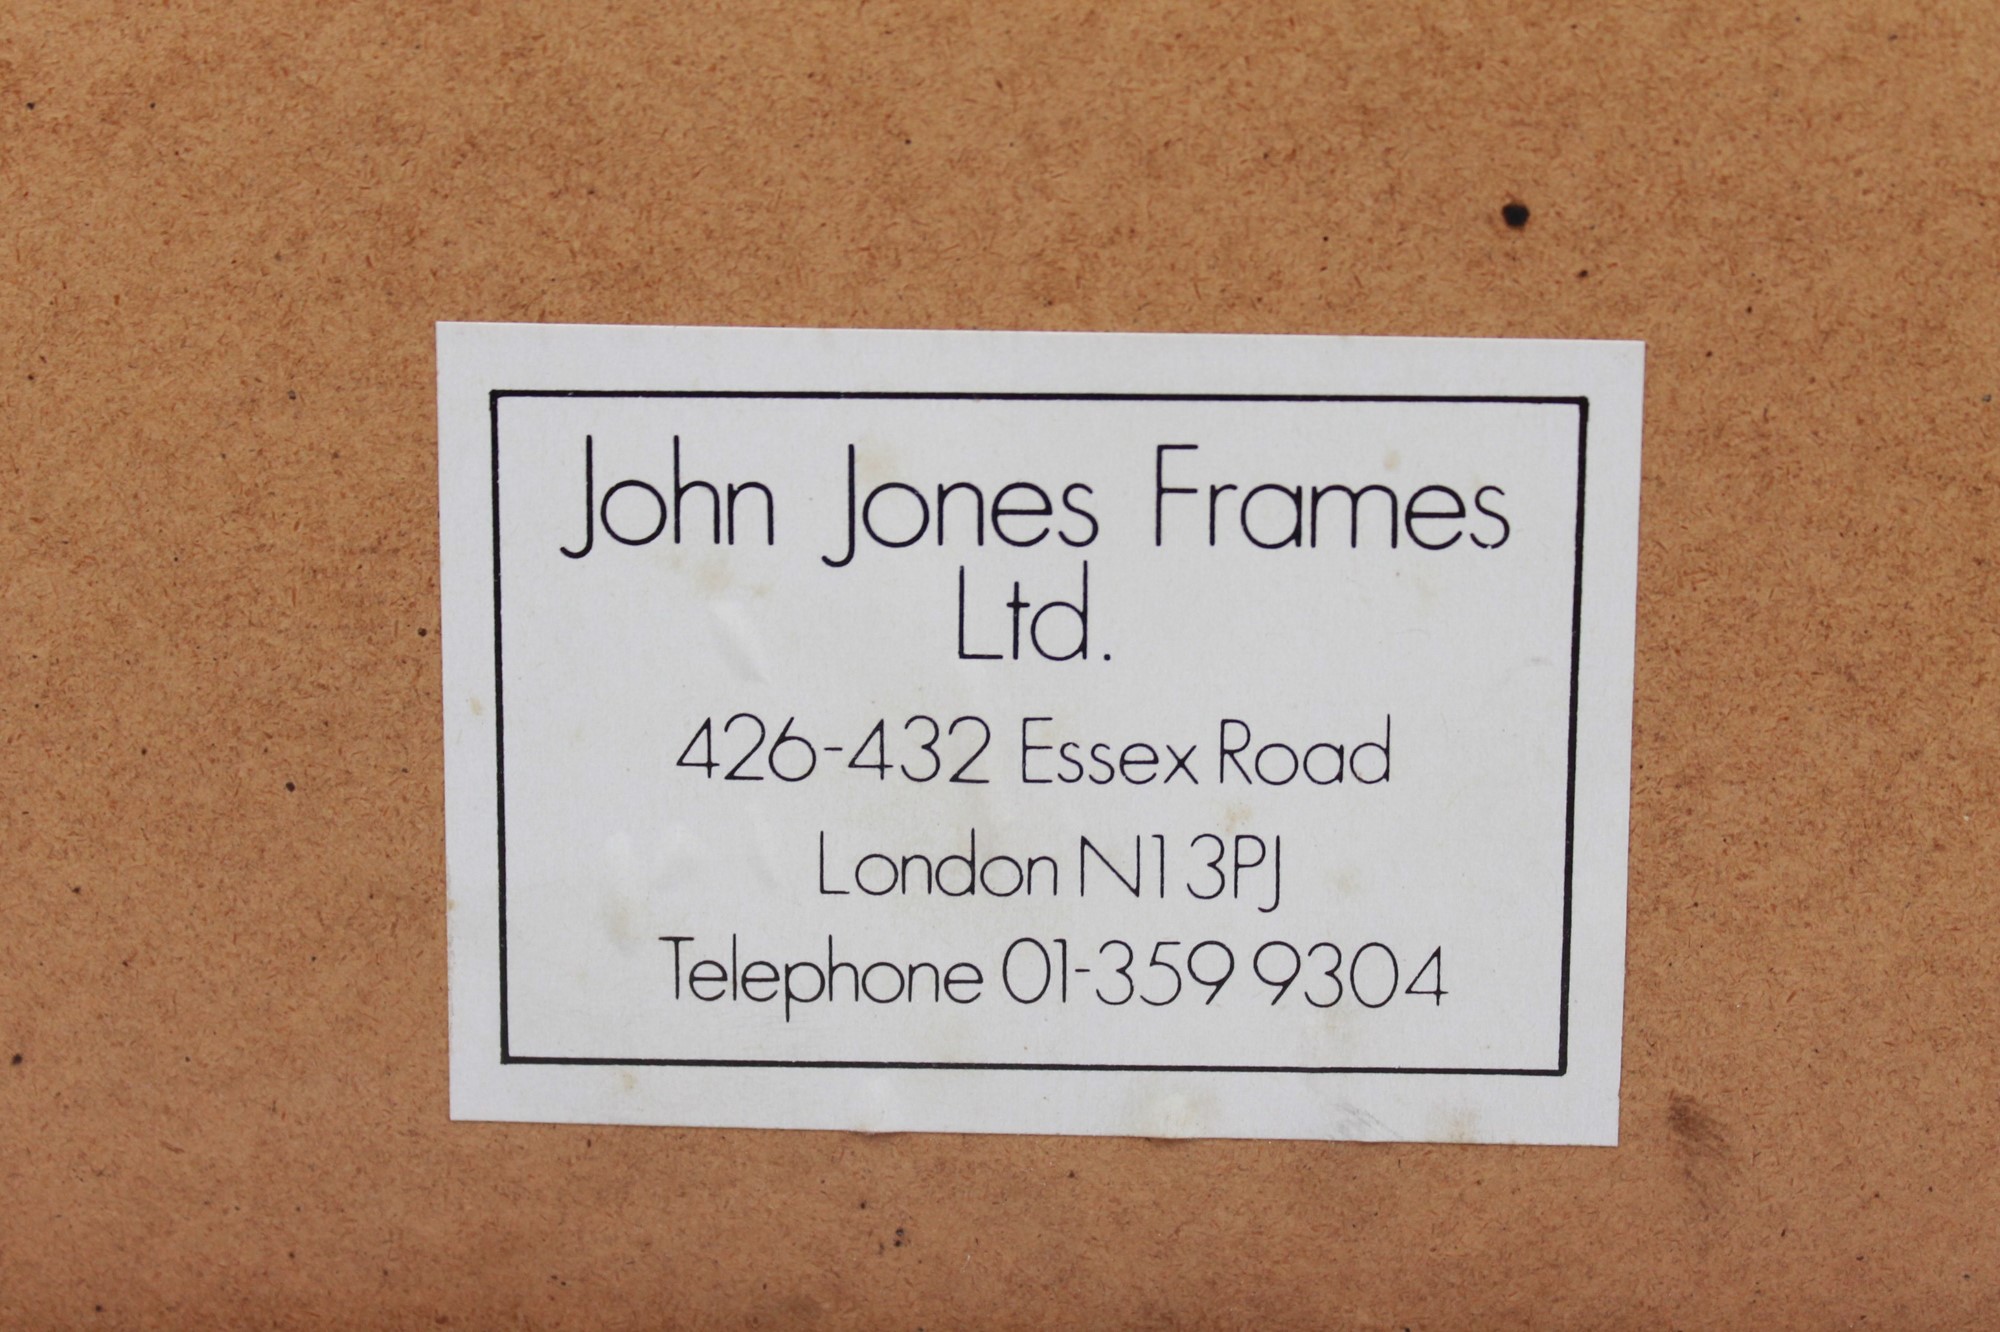 John Jones Frames
Ltd.
426-432 Essex Road
London N1 3PJ
Telephone 01-359 9304